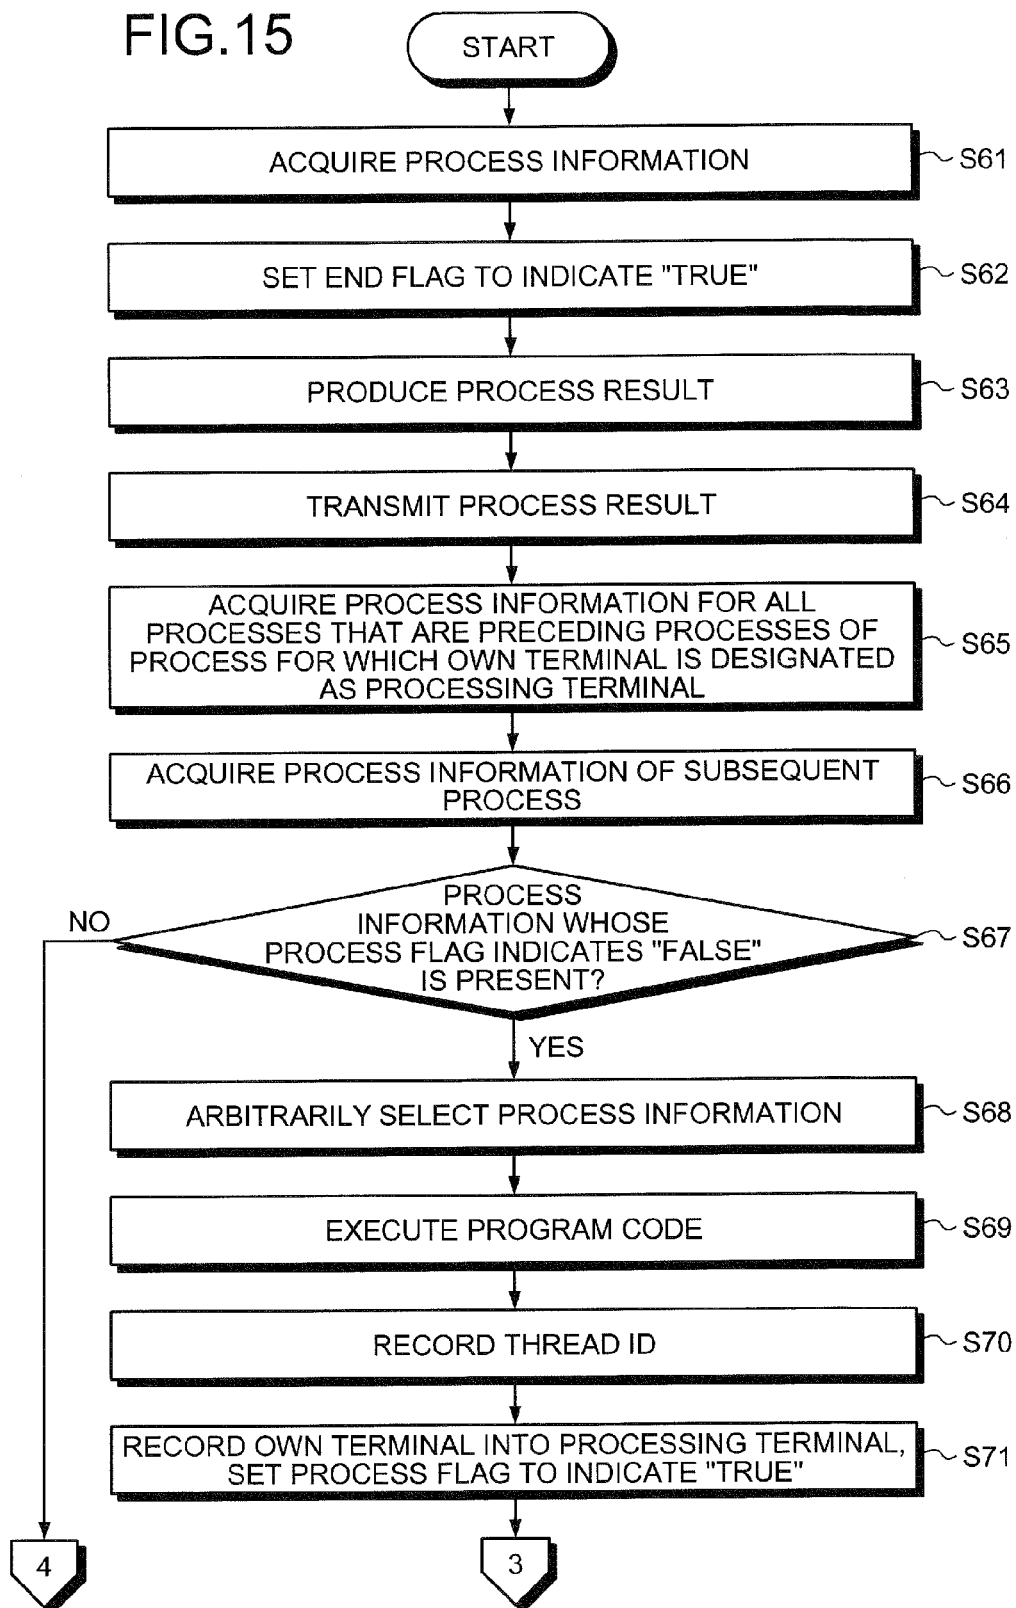 FIG.15
START
ACQUIRE PROCESS INFORMATION
S61
SET END FLAG TO INDICATE "TRUE"
S62
PRODUCE PROCESS RESULT
S63
TRANSMIT PROCESS RESULT
S64
ACQUIRE PROCESS INFORMATION FOR ALL
PROCESSES THAT ARE PRECEDING PROCESSES OF
PROCESS FOR WHICH OWN TERMINAL IS DESIGNATED
AS PROCESSING TERMINAL
S65
ACQUIRE PROCESS INFORMATION OF SUBSEQUENT
PROCESS
S66
PROCESS
INFORMATION WHOSE
PROCESS FLAG INDICATES "FALSE"
IS PRESENT?
S67
NO
YES
ARBITRARILY SELECT PROCESS INFORMATION
S68
EXECUTE PROGRAM CODE
S69
RECORD THREAD ID
S70
RECORD OWN TERMINAL INTO PROCESSING TERMINAL,
SET PROCESS FLAG TO INDICATE "TRUE"
S71
4
3